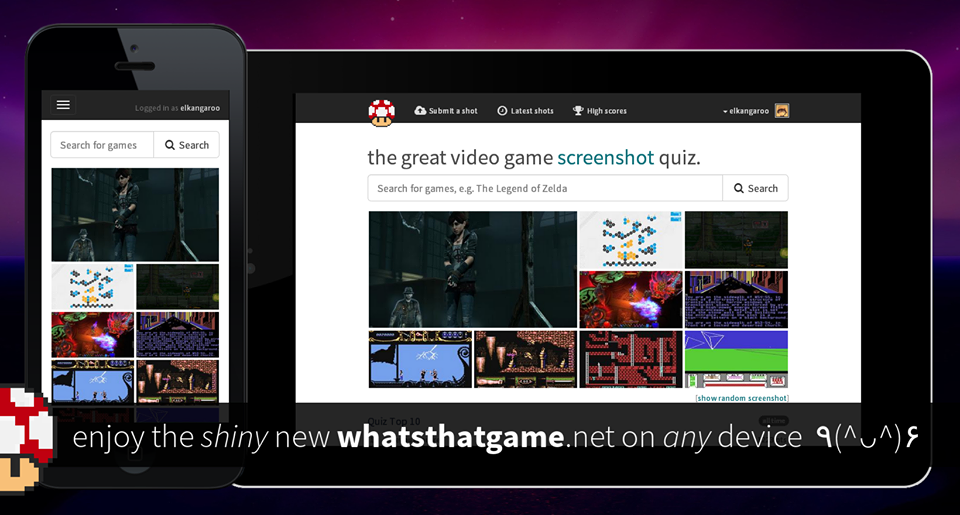 Logged in as elkangaroo
Search for games
Search
Submit a shot
Latest shots
High scores
elkangaroo
the great video game screenshot quiz.
Search for games, e.g. The Legend of Zelda
Search
[show random screenshot]
Quiz Top 10
enjoy the shiny new whatsthatgame.net on any device ٩(^ᴗ^)۶